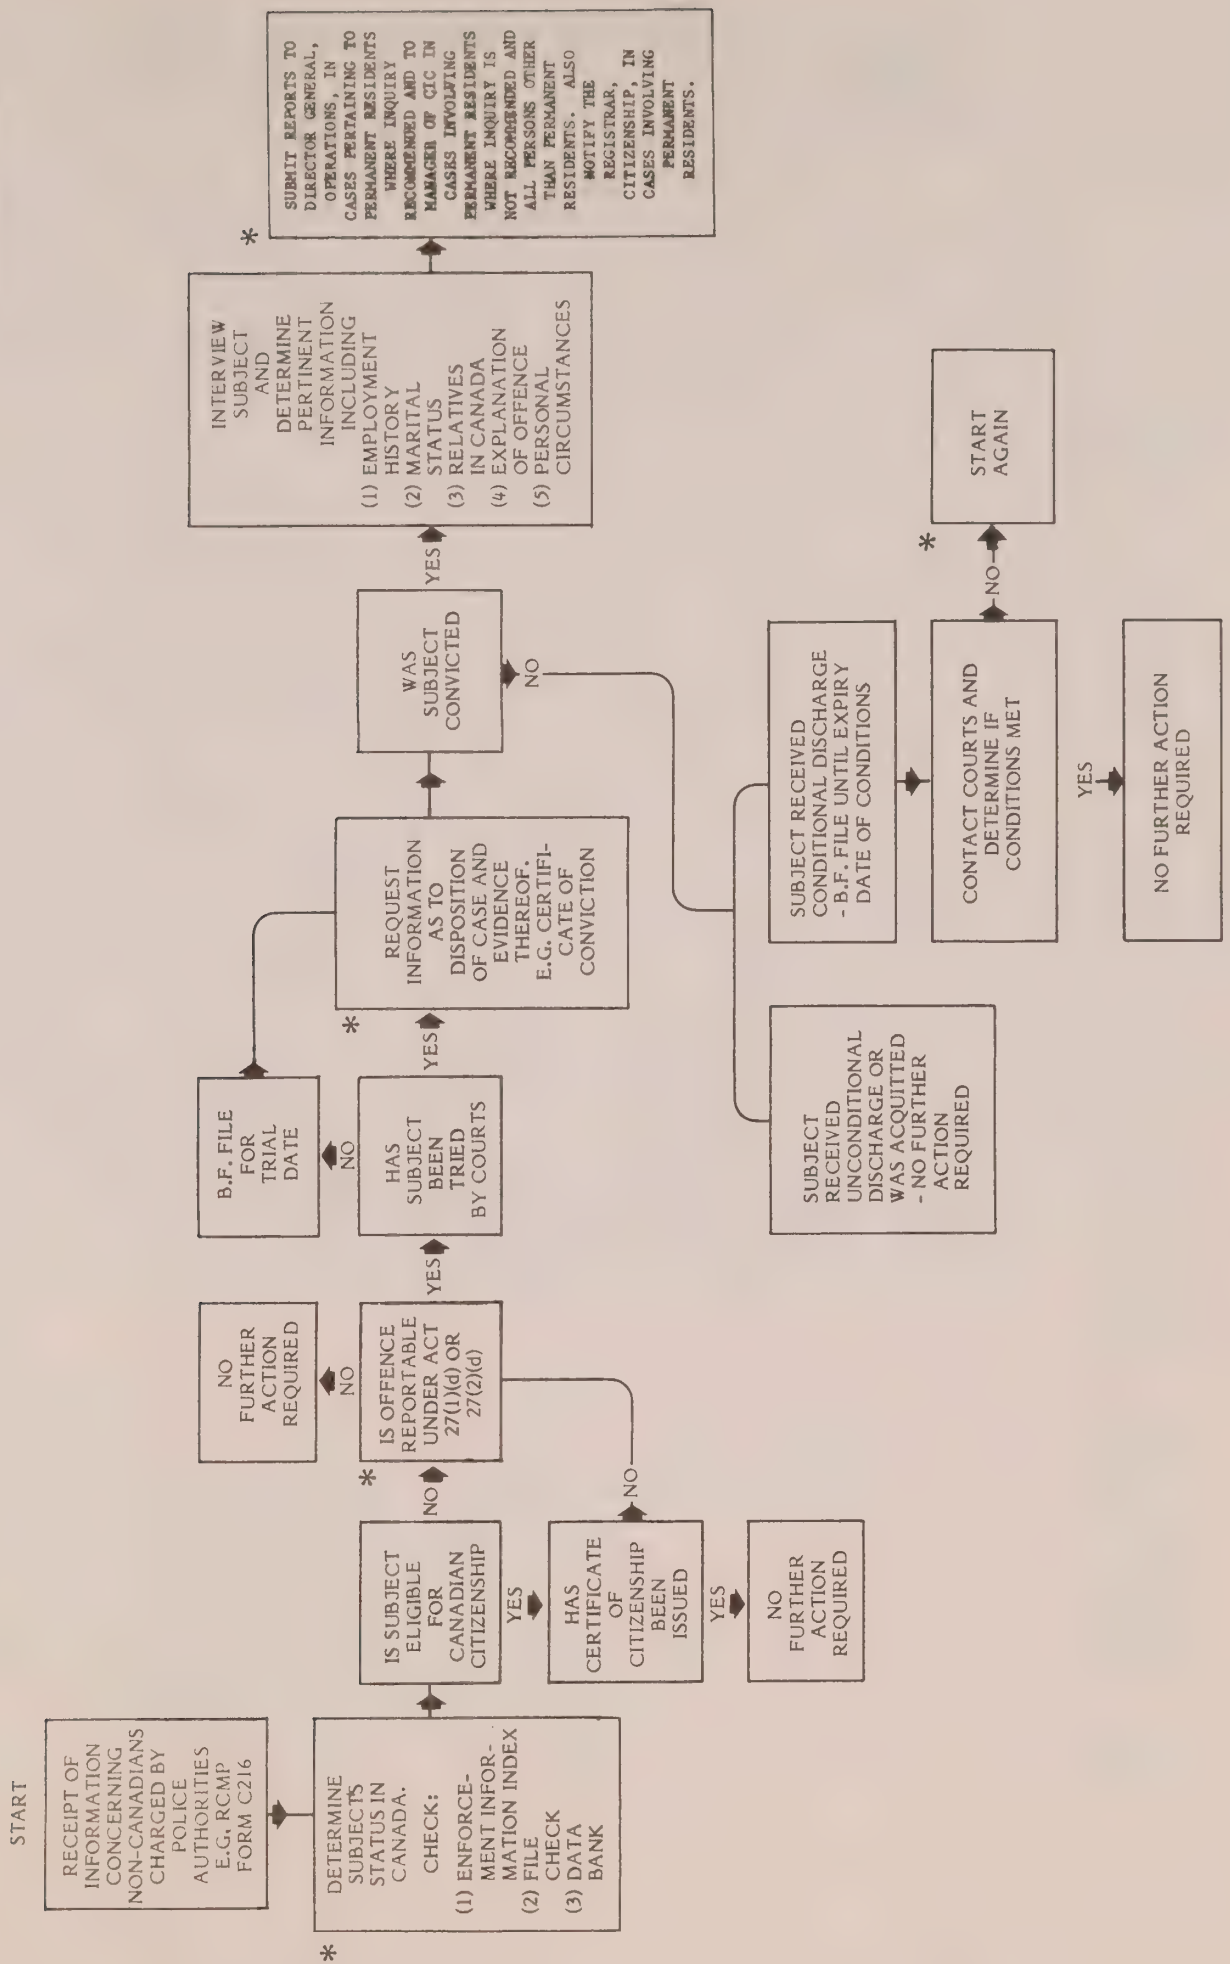 START
RECEIPT OF
INFORMATION
CONCERNING
NON-CANADIANS
CHARGED BY
POLICE
AUTHORITIES
E.G. RCMP
FORM C216
*
DETERMINE
SUBJECTS
STATUS IN
CANADA.
CHECK:
(1) ENFORCE-
MENT INFOR-
MATION INDEX
(2) FILE
CHECK
(3) DATA
BANK
IS SUBJECT
ELIGIBLE
FOR
CANADIAN
CITIZENSHIP
YES
HAS
CERTIFICATE
OF
CITIZENSHIP
BEEN
ISSUED
YES
NO
FURTHER
ACTION
REQUIRED
NO
NO
*
IS OFFENCE
REPORTABLE
UNDER ACT
27(1)(d) OR
27(2)(d)
NO
NO
FURTHER
ACTION
REQUIRED
YES
HAS
SUBJECT
BEEN
TRIED
BY COURTS
NO
B.F. FILE
FOR
TRIAL
DATE
YES
*
REQUEST
INFORMATION
AS TO
DISPOSITION
OF CASE AND
EVIDENCE
THEREOF.
E.G. CERTIFI-
CATE OF
CONVICTION
WAS
SUBJECT
CONVICTED
NO
SUBJECT
RECEIVED
UNCONDITIONAL
DISCHARGE OR
WAS ACQUITTED
- NO FURTHER
ACTION
REQUIRED
SUBJECT RECEIVED
CONDITIONAL DISCHARGE
- B.F. FILE UNTIL EXPIRY
DATE OF CONDITIONS
CONTACT COURTS AND
DETERMINE IF
CONDITIONS MET
YES
NO FURTHER ACTION
REQUIRED
NO
*
START
AGAIN
YES
INTERVIEW
SUBJECT
AND
DETERMINE
PERTINENT
INFORMATION
INCLUDING
(1) EMPLOYMENT
HISTORY
(2) MARITAL
STATUS
(3) RELATIVES
IN CANADA
(4) EXPLANATION
OF OFFENCE
(5) PERSONAL
CIRCUMSTANCES
*
SUBMIT REPORTS TO
DIRECTOR GENERAL,
OPERATIONS, IN
CASES PERTAINING TO
PERMANENT RESIDENTS
WHERE INQUIRY
RECOMMENDED AND TO
MANAGER OF CIC IN
CASES INVOLVING
PERMANENT RESIDENTS
WHERE INQUIRY IS
NOT RECOMMENDED AND
ALL PERSONS OTHER
THAN PERMANENT
RESIDENTS. ALSO
NOTIFY THE
REGISTRAR,
CITIZENSHIP, IN
CASES INVOLVING
PERMANENT
RESIDENTS.